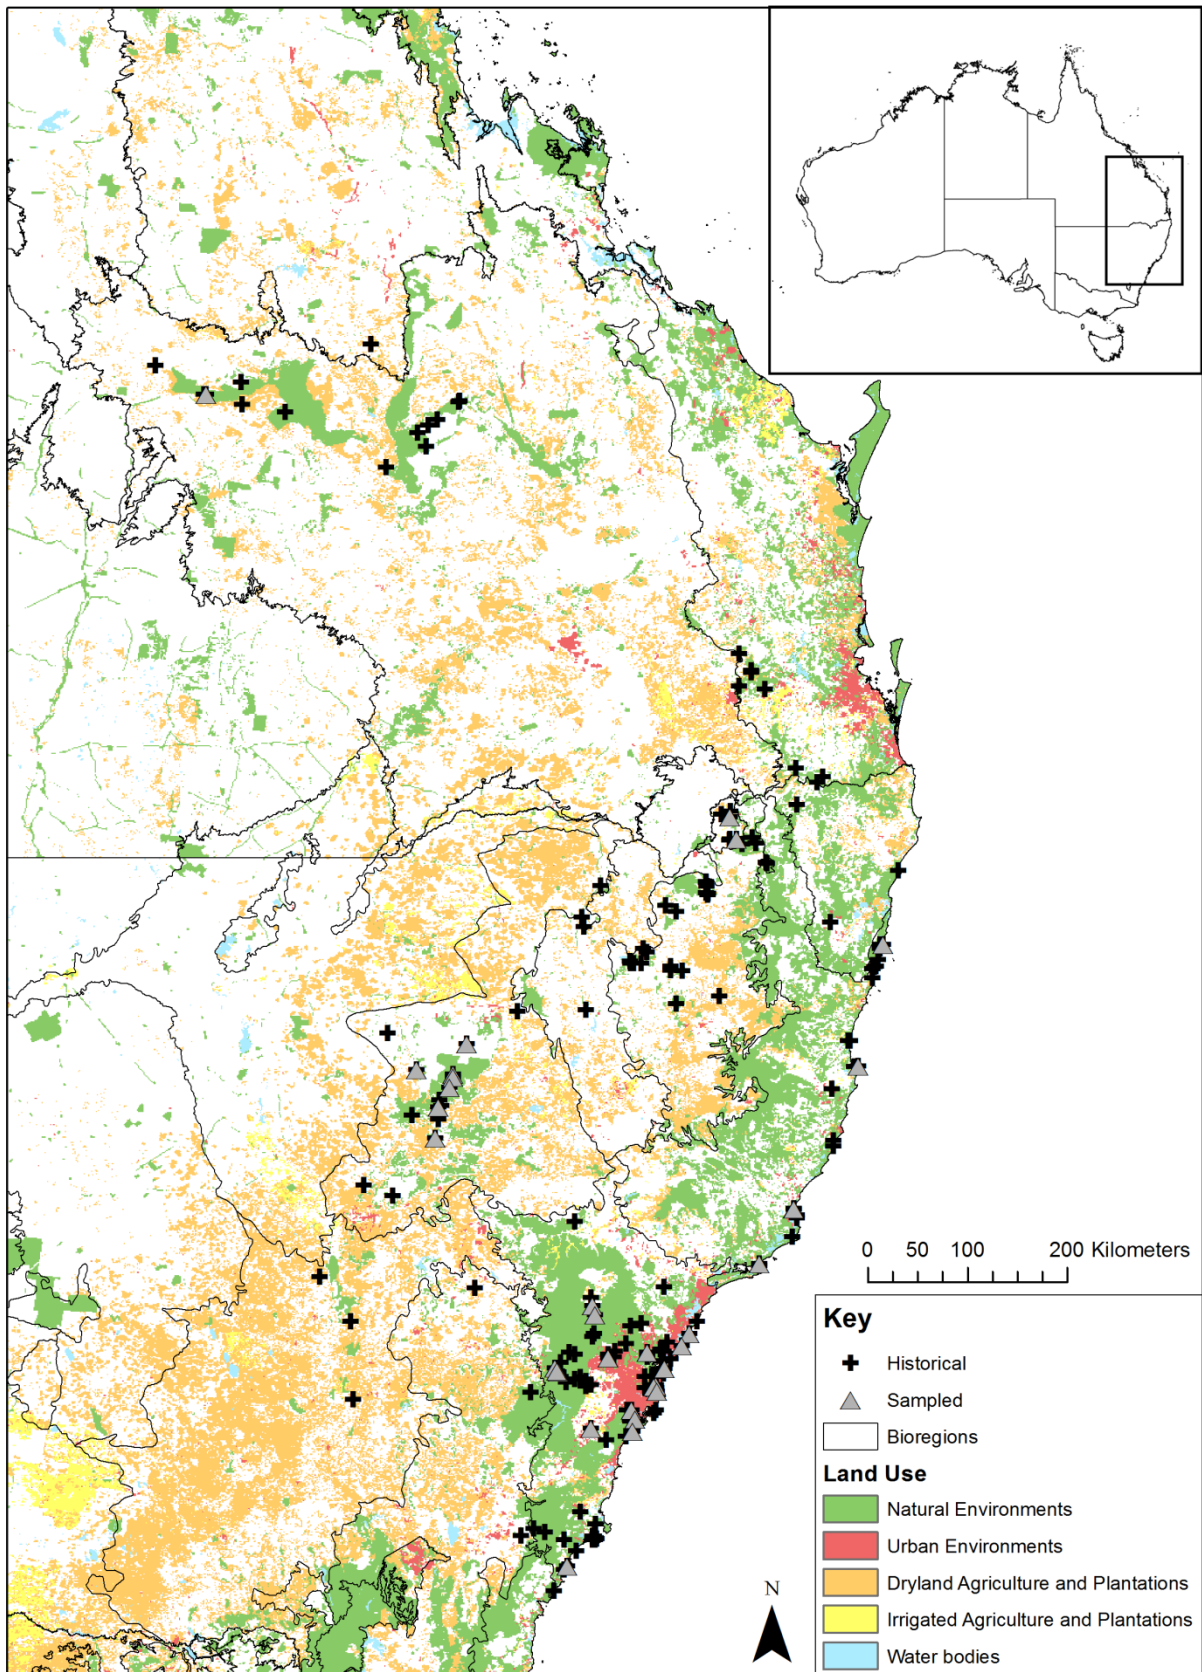 0 50 100 200 Kilometers
Key
Historical
Sampled
Bioregions
Land Use
Natural Environments
Urban Environments
Dryland Agriculture and Plantations
Irrigated Agriculture and Plantations
Water bodies
N